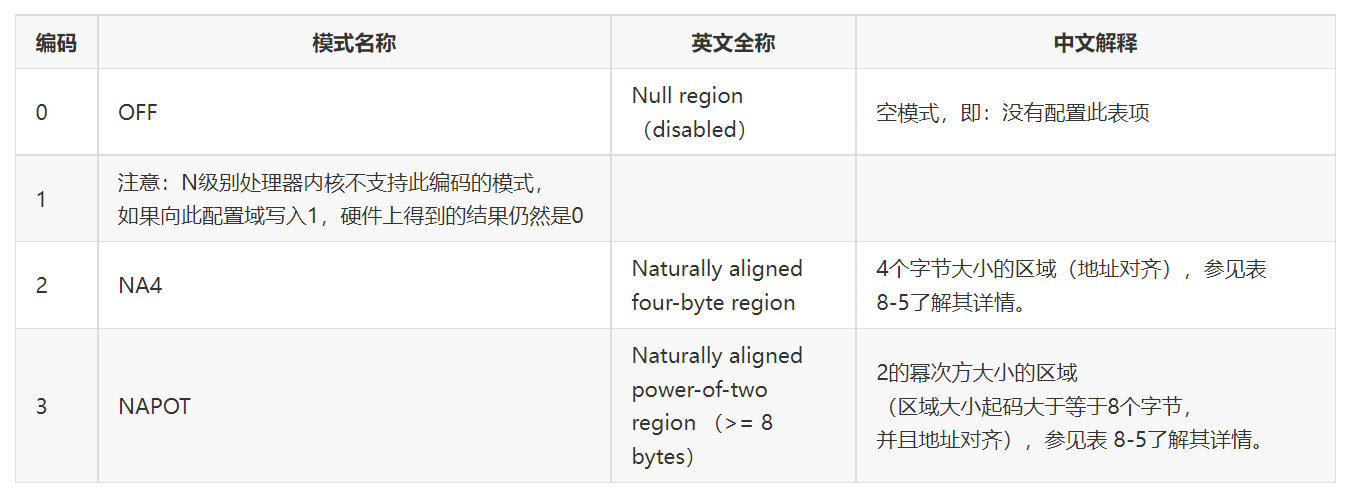 编码 模式名称 英文全称 中文解释
0 OFF Null region
（disabled） 空模式，即：没有配置此表项
1 注意：N级别处理器内核不支持此编码的模式，
如果向此配置域写入1，硬件上得到的结果仍然是0
2 NA4 Naturally aligned
four-byte region 4个字节大小的区域（地址对齐），参见表
8-5了解其详情。
3 NAPOT Naturally aligned
power-of-two
region （>= 8
bytes） 2的幂次方大小的区域
（区域大小起码大于等于8个字节，
并且地址对齐），参见表 8-5了解其详情。